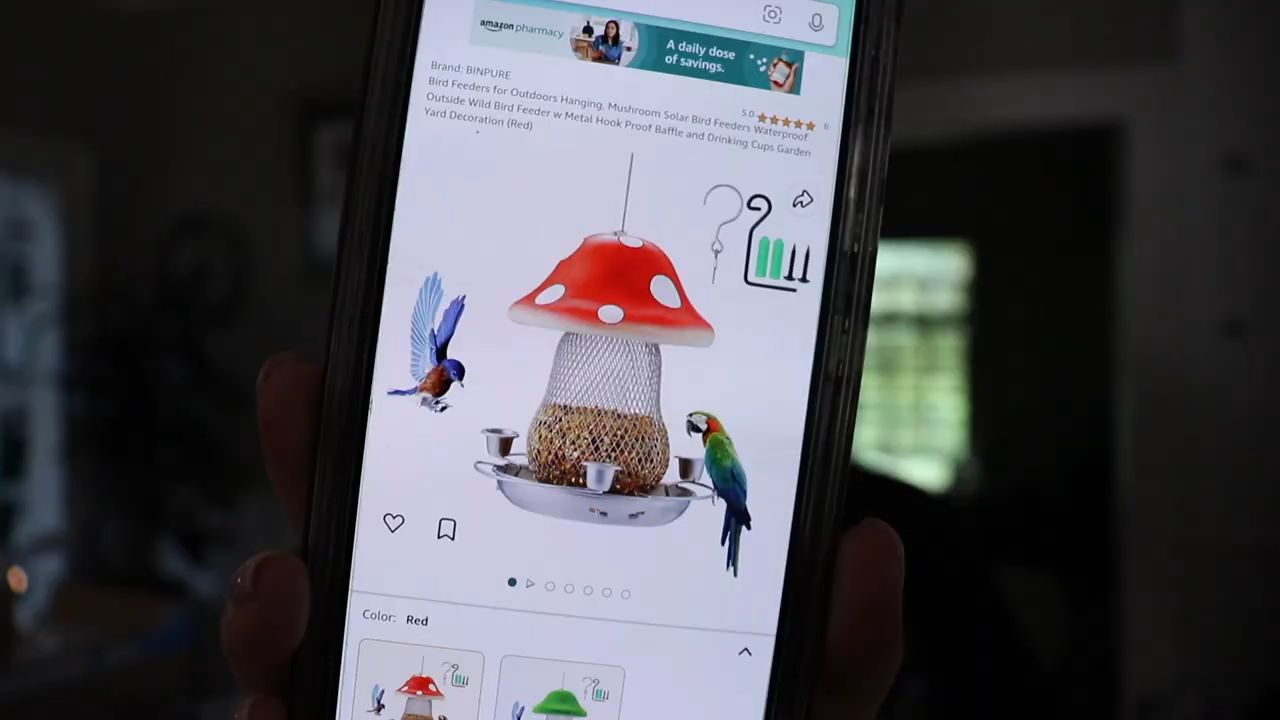 amazon pharmacy
A daily dose
of savings.
Brand: BINPURE
5.0
6
Bird Feeders for Outdoors Hanging, Mushroom Solar Bird Feeders Waterproof
Outside Wild Bird Feeder w Metal Hook Proof Baffle and Drinking Cups Garden
Yard Decoration (Red)
Color: Red